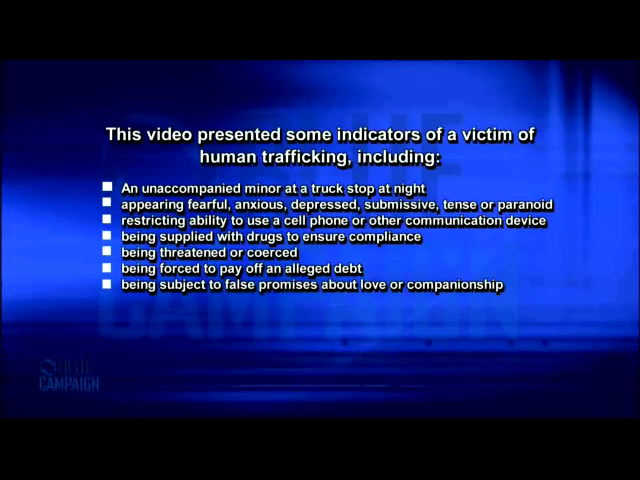 This video presented some indicators of a victim of
human trafficking, including:
An unaccompanied minor at a truck stop at night
appearing fearful, anxious, depressed, submissive, tense or paranoid
restricting ability to use a cell phone or other communication device
being supplied with drugs to ensure compliance
being threatened or coerced
being forced to pay off an alleged debt
being subject to false promises about love or companionship
BLUE
CAMPAIGN